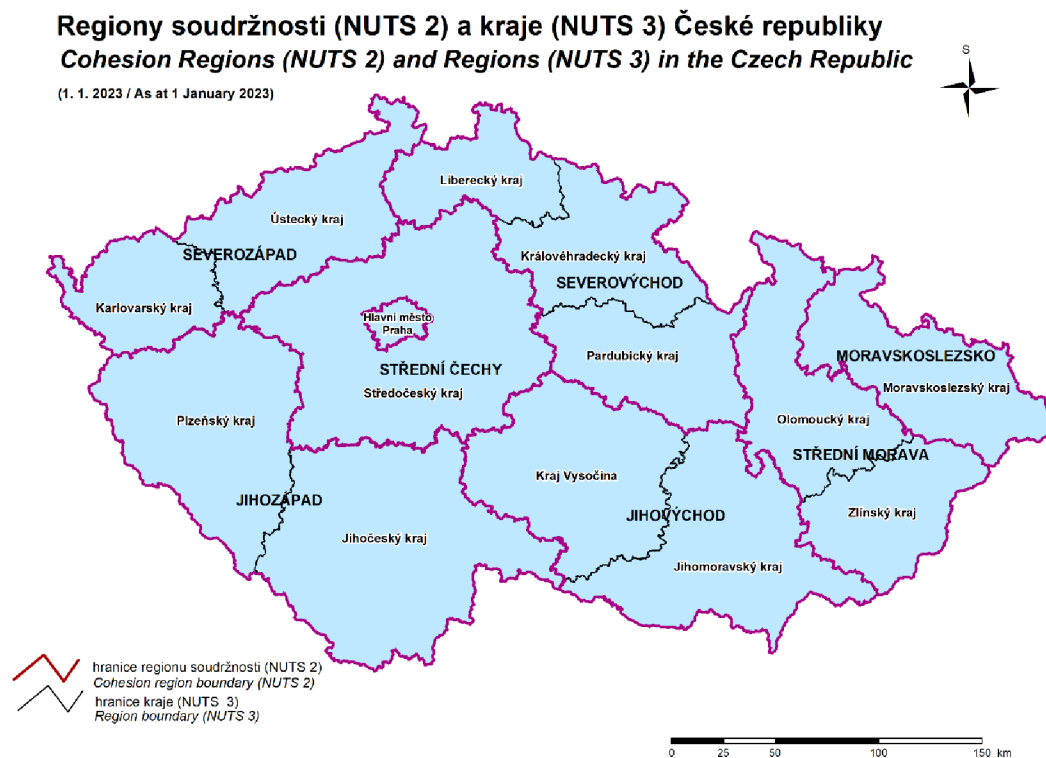 Regiony soudržnosti (NUTS 2) a kraje (NUTS 3) České republiky
Cohesion Regions (NUTS 2) and Regions (NUTS 3) in the Czech Republic
(1. 1. 2023 / As at 1 January 2023)
S
Liberecký kraj
Ústecký kraj
SEVEROZÁPAD
Královéhradecký kraj
SEVEROVÝCHOD
Karlovarský kraj
Hlavní město
Praha
STŘEDNÍ ČECHY
Středočeský kraj
Pardubický kraj
MORAVSKOSLEZSKO
Moravskoslezský kraj
Plzeňský kraj
Olomoucký kraj
STŘEDNÍ MORAVA
Kraj Vysočina
JIHOZÁPAD
JIHOVÝCHOD
Zlínský kraj
Jihočeský kraj
Jihomoravský kraj
hranice regionu soudržnosti (NUTS 2)
Cohesion region boundary (NUTS 2)
hranice kraje (NUTS 3)
Region boundary (NUTS 3)
0 25 50 100 150 km